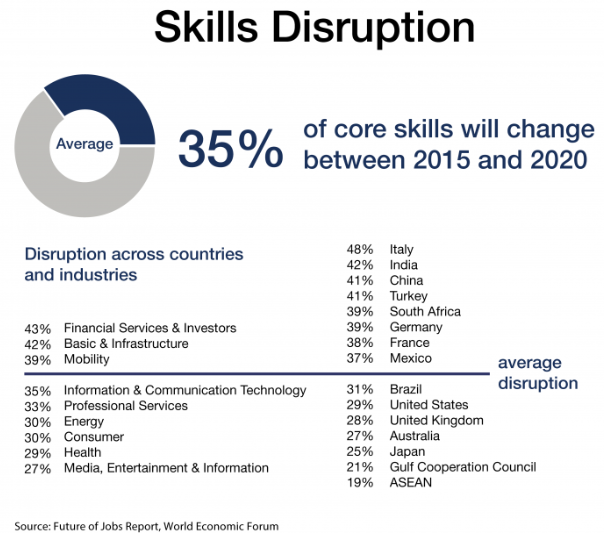 Skills Disruption
Average
35%
of core skills will change
between 2015 and 2020
Disruption across countries
and industries
43% Financial Services & Investors
42% Basic & Infrastructure
39% Mobility
35% Information & Communication Technology
33% Professional Services
30% Energy
30% Consumer
29% Health
27% Media, Entertainment & Information
48% Italy
42% India
41% China
41% Turkey
39% South Africa
39% Germany
38% France
37% Mexico
average
disruption
31% Brazil
29% United States
28% United Kingdom
27% Australia
25% Japan
21% Gulf Cooperation Council
19% ASEAN
Source: Future of Jobs Report, World Economic Forum